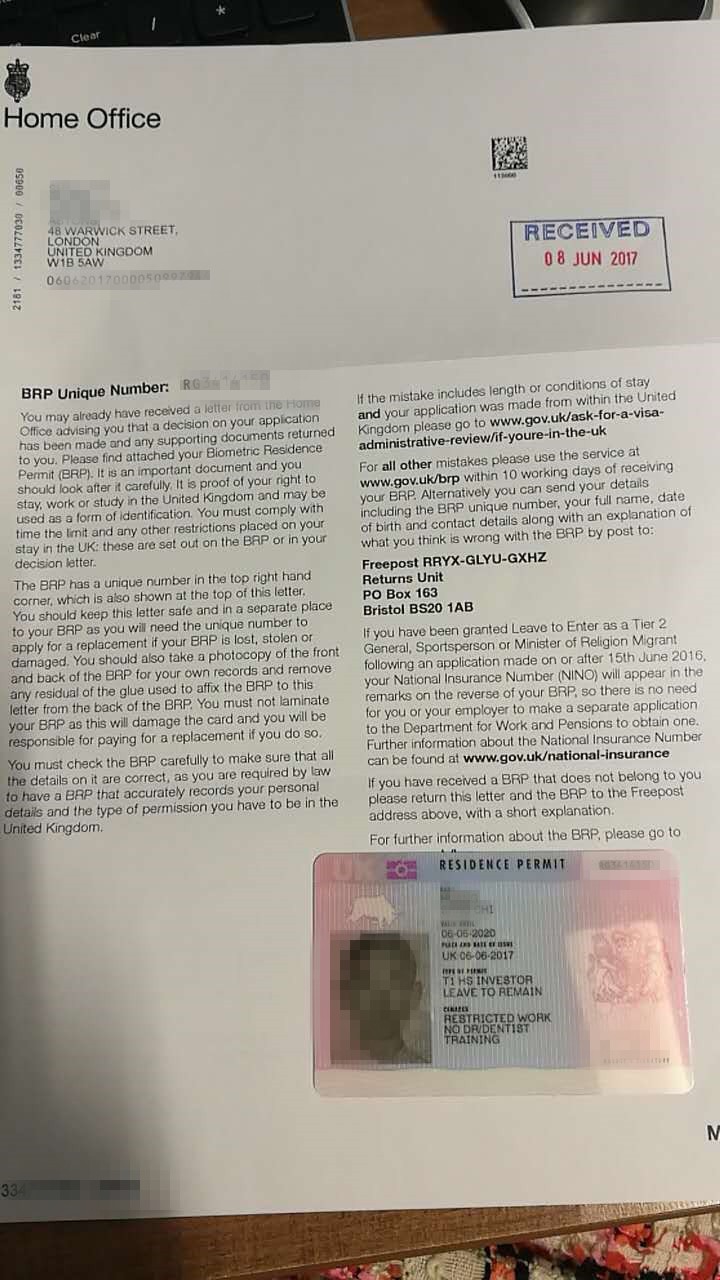 Clear
/
*
Home Office
2181 / 1334777030 / 00650
115000
48 WARWICK STREET,
LONDON
UNITED KINGDOM
W1B 5AW
RECEIVED
08 JUN 2017
BRP Unique Number:
You may already have received a letter from the Home
Office advising you that a decision on your application
has been made and any supporting documents returned
to you. Please find attached your Biometric Residence
Permit (BRP). It is an important document and you
should look after it carefully. It is proof of your right to
stay, work or study in the United Kingdom and may be
used as a form of identification. You must comply with
time the limit and any other restrictions placed on your
stay in the UK: these are set out on the BRP or in your
decision letter.
The BRP has a unique number in the top right hand
corner, which is also shown at the top of this letter.
You should keep this letter safe and in a separate place
to your BRP as you will need the unique number to
apply for a replacement if your BRP is lost, stolen or
damaged. You should also take a photocopy of the front
and back of the BRP for your own records and remove
any residual of the glue used to affix the BRP to this
letter from the back of the BRP. You must not laminate
your BRP as this will damage the card and you will be
responsible for paying for a replacement if you do so.
You must check the BRP carefully to make sure that all
the details on it are correct, as you are required by law
to have a BRP that accurately records your personal
details and the type of permission you have to be in the
United Kingdom.
If the mistake includes length or conditions of stay
and your application was made from within the United
Kingdom please go to www.gov.uk/ask-for-a-visa-
administrative-review/if-youre-in-the-uk
For all other mistakes please use the service at
www.gov.uk/brp within 10 working days of receiving
your BRP. Alternatively you can send your details
including the BRP unique number, your full name, date
of birth and contact details along with an explanation of
what you think is wrong with the BRP by post to:
Freepost RRYX-GLYU-GXHZ
Returns Unit
PO Box 163
Bristol BS20 1AB
If you have been granted Leave to Enter as a Tier 2
General, Sportsperson or Minister of Religion Migrant
following an application made on or after 15th June 2016,
your National Insurance Number (NINO) will appear in the
remarks on the reverse of your BRP, so there is no need
for you or your employer to make a separate application
to the Department for Work and Pensions to obtain one.
Further information about the National Insurance Number
can be found at www.gov.uk/national-insurance
If you have received a BRP that does not belong to you
please return this letter and the BRP to the Freepost
address above, with a short explanation.
For further information about the BRP, please go to
UK
RESIDENCE PERMIT
VALID UNTIL
06-06-2020
PLACE AND DATE OF ISSUE
UK 06-06-2017
TYPE OF PERMIT
T1 HS INVESTOR
LEAVE TO REMAIN
REMARKS
RESTRICTED WORK
NO DR/DENTIST
TRAINING
M